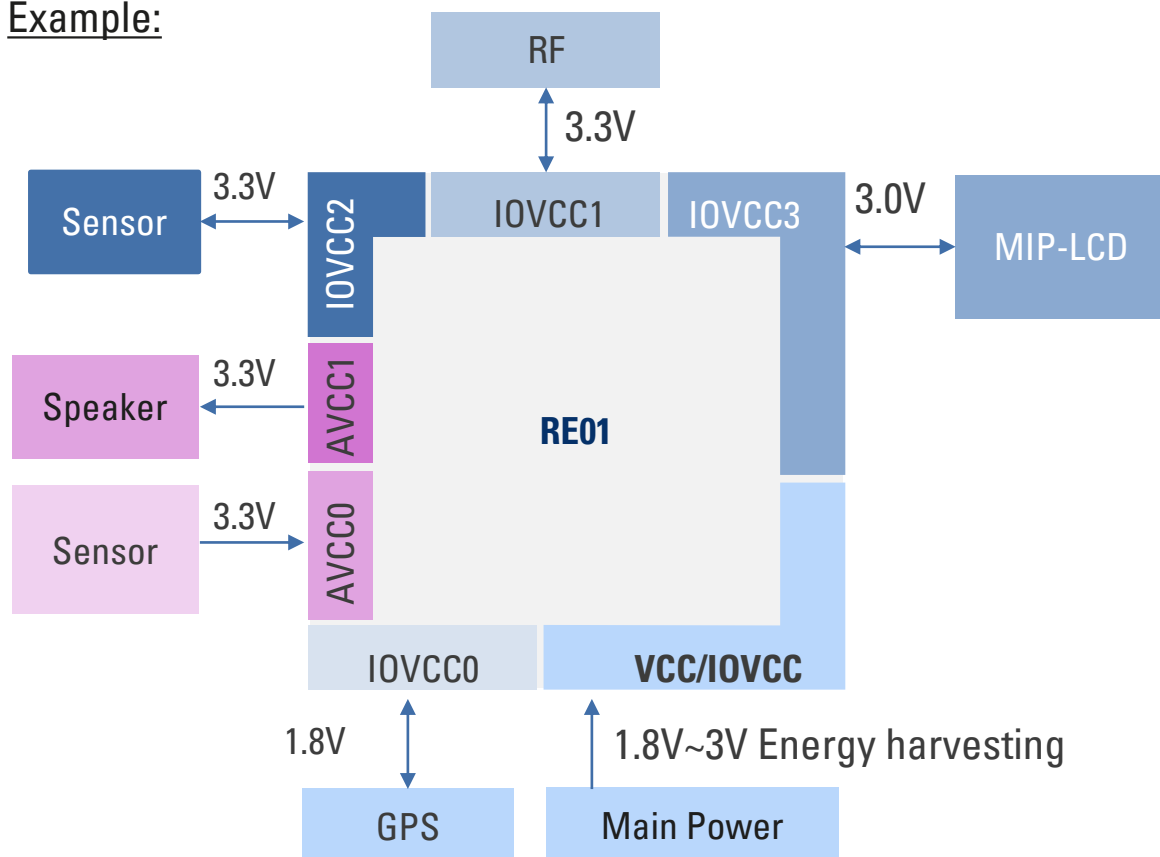 Example:
RF
3.3V
Sensor
3.3V
IOVCC2
IOVCC1
IOVCC3
3.0V
MIP-LCD
Speaker
3.3V
AVCC1
RE01
Sensor
3.3V
AVCC0
IOVCC0
VCC/IOVCC
1.8V
1.8V~3V Energy harvesting
GPS
Main Power